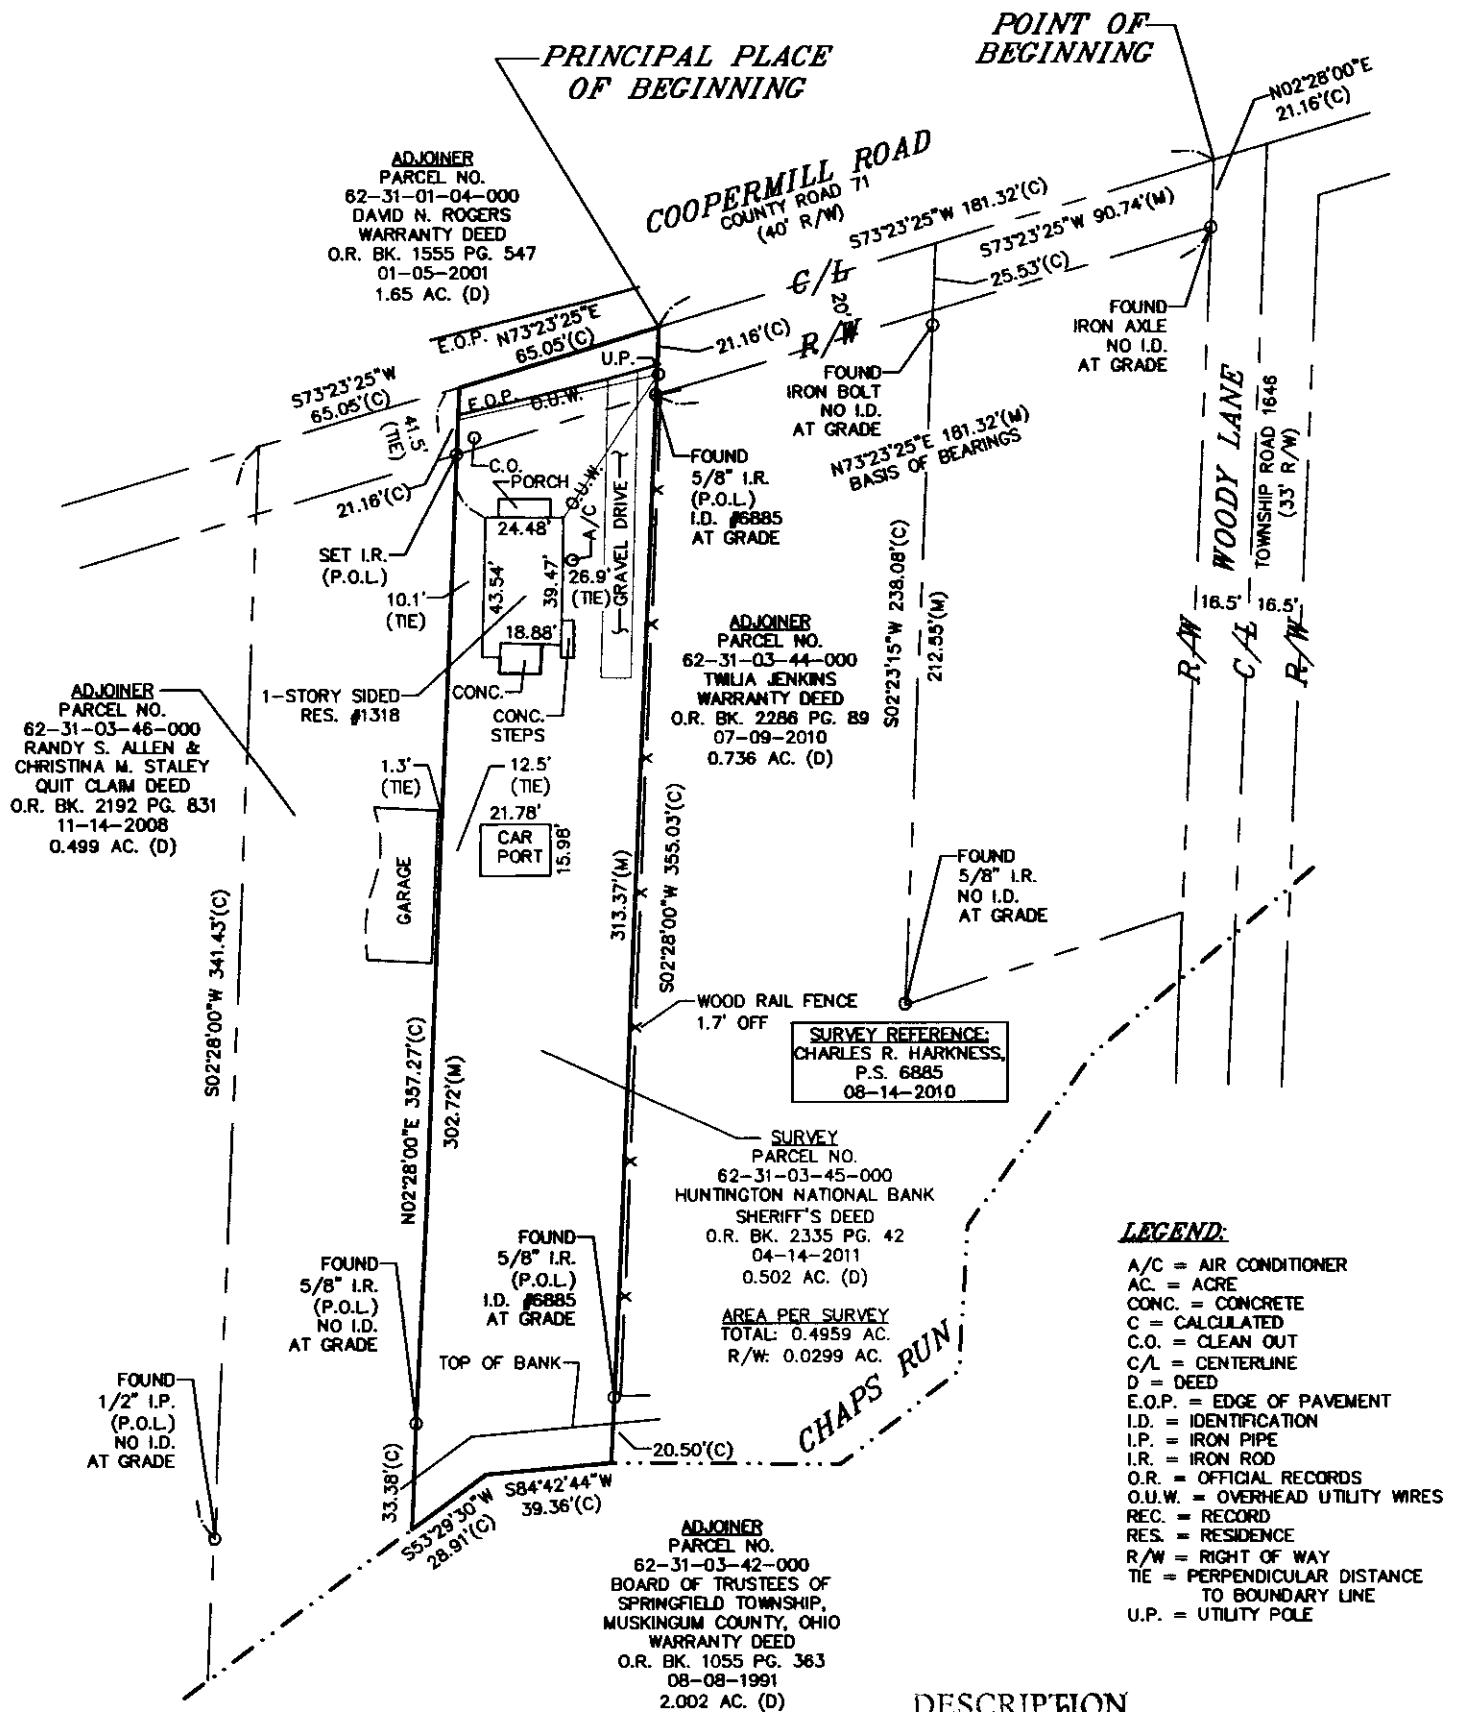 POINT OF
BEGINNING
PRINCIPAL PLACE
OF BEGINNING
N02°28'00"E
21.16'(C)
ADJOINER
PARCEL NO.
62-31-01-04-000
DAVID N. ROGERS
WARRANTY DEED
O.R. BK. 1555 PG. 547
01-05-2001
1.65 AC. (D)
COOPERMILL ROAD
COUNTY ROAD 71
(40' R/W)
S73°23'25"W 181.32'(C)
S73°23'25"W 90.74'(M)
25.53'(C)
C/L
20'
R/W
E.O.P.
N73°23'25"E
65.05'(C)
21.16'(C)
U.P.
FOUND
IRON AXLE
NO I.D.
AT GRADE
FOUND
IRON BOLT
NO I.D.
AT GRADE
S73°23'25"W
65.05'(C)
41.5'
(TIE)
E.O.P.
O.U.W.
N73°23'25"E 181.32'(M)
BASIS OF BEARINGS
C.O.
PORCH
21.16'(C)
O.U.W.
FOUND
5/8" I.R.
(P.O.L.)
I.D. #6885
AT GRADE
SET I.R.
(P.O.L.)
24.48'
A/C
GRAVEL DRIVE
43.54'
39.47'
26.9'
(TIE)
10.1'
(TIE)
18.88'
S02°23'15"W 238.08'(C)
212.55'(M)
WOODY LANE
TOWNSHIP ROAD 1646
(33' R/W)
16.5'
16.5'
R/W
C/L
R/W
ADJOINER
PARCEL NO.
62-31-03-44-000
TWILIA JENKINS
WARRANTY DEED
O.R. BK. 2286 PG. 89
07-09-2010
0.736 AC. (D)
1-STORY SIDED
RES. #1318
CONC.
CONC.
STEPS
ADJOINER
PARCEL NO.
62-31-03-46-000
RANDY S. ALLEN &
CHRISTINA M. STALEY
QUIT CLAIM DEED
O.R. BK. 2192 PG. 831
11-14-2008
0.499 AC. (D)
1.3'
(TIE)
12.5'
(TIE)
21.78'
CAR
PORT
15.98'
GARAGE
313.37'(M)
S02°28'00"W 355.03'(C)
FOUND
5/8" I.R.
NO I.D.
AT GRADE
S02°28'00"W 341.43'(C)
N02°28'00"E 357.27'(C)
302.72'(M)
WOOD RAIL FENCE
1.7' OFF
SURVEY REFERENCE:
CHARLES R. HARKNESS,
P.S. 6885
08-14-2010
SURVEY
PARCEL NO.
62-31-03-45-000
HUNTINGTON NATIONAL BANK
SHERIFF'S DEED
O.R. BK. 2335 PG. 42
04-14-2011
0.502 AC. (D)
AREA PER SURVEY
TOTAL: 0.4959 AC.
R/W: 0.0299 AC.
FOUND
5/8" I.R.
(P.O.L.)
NO I.D.
AT GRADE
FOUND
5/8" I.R.
(P.O.L.)
I.D. #6885
AT GRADE
TOP OF BANK
CHAPS RUN
FOUND
1/2" I.P.
(P.O.L.)
NO I.D.
AT GRADE
33.38'(C)
20.50'(C)
S84°42'44"W
39.36'(C)
S53°29'30"W
28.91'(C)
ADJOINER
PARCEL NO.
62-31-03-42-000
BOARD OF TRUSTEES OF
SPRINGFIELD TOWNSHIP,
MUSKINGUM COUNTY, OHIO
WARRANTY DEED
O.R. BK. 1055 PG. 363
08-08-1991
2.002 AC. (D)
LEGEND:
A/C = AIR CONDITIONER
AC. = ACRE
CONC. = CONCRETE
C = CALCULATED
C.O. = CLEAN OUT
C/L = CENTERLINE
D = DEED
E.O.P. = EDGE OF PAVEMENT
I.D. = IDENTIFICATION
I.P. = IRON PIPE
I.R. = IRON ROD
O.R. = OFFICIAL RECORDS
O.U.W. = OVERHEAD UTILITY WIRES
REC. = RECORD
RES. = RESIDENCE
R/W = RIGHT OF WAY
TIE = PERPENDICULAR DISTANCE
TO BOUNDARY LINE
U.P. = UTILITY POLE
DESCRIPTION